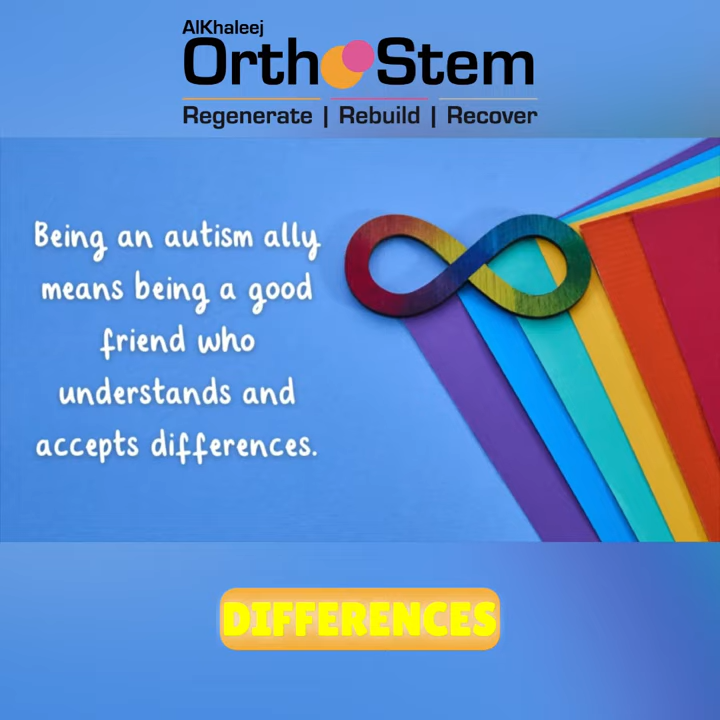 AlKhaleej
OrthoStem
Regenerate | Rebuild | Recover
Being an autism ally
means being a good
friend who
understands and
accepts differences.
DIFFERENCES